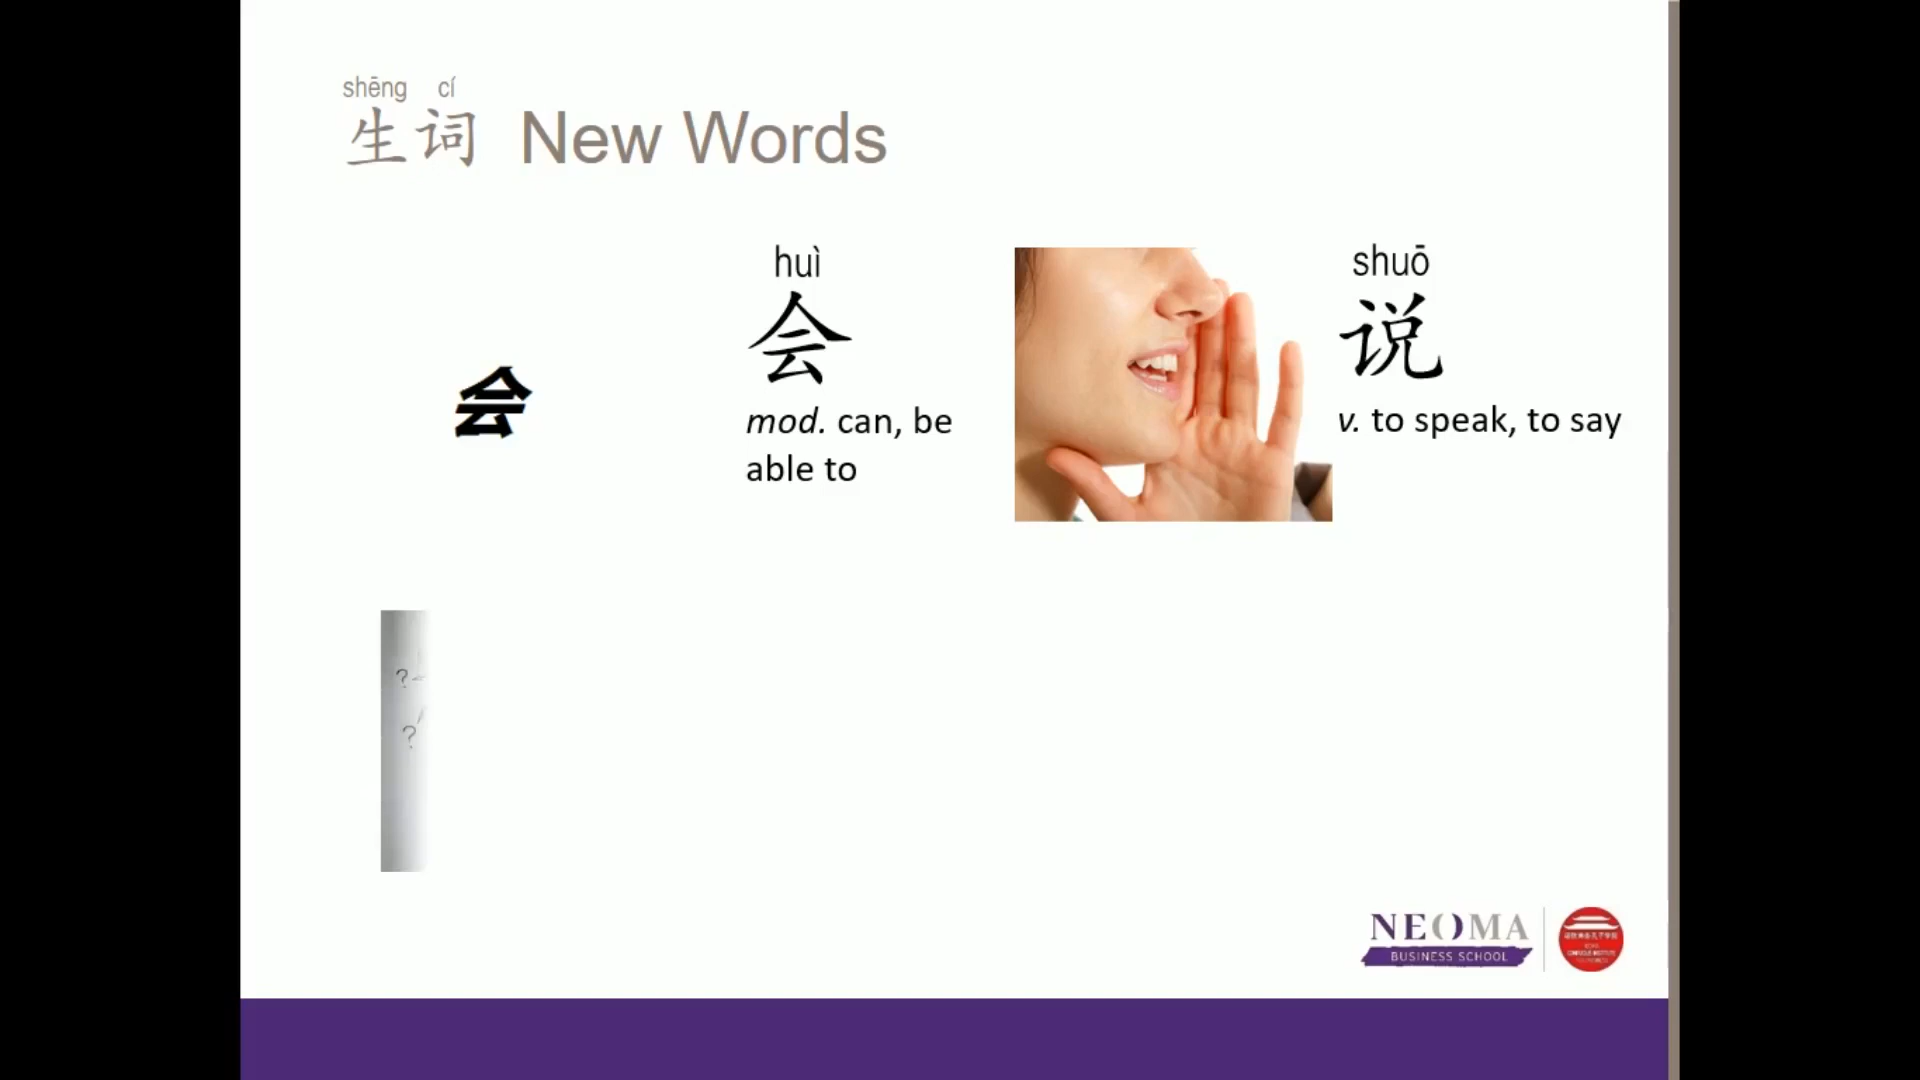 shēng cí
生词 New Words
huì
会
mod. can, be
able to
会
shuō
说
v. to speak, to say
?
?
NEOMA
BUSINESS SCHOOL